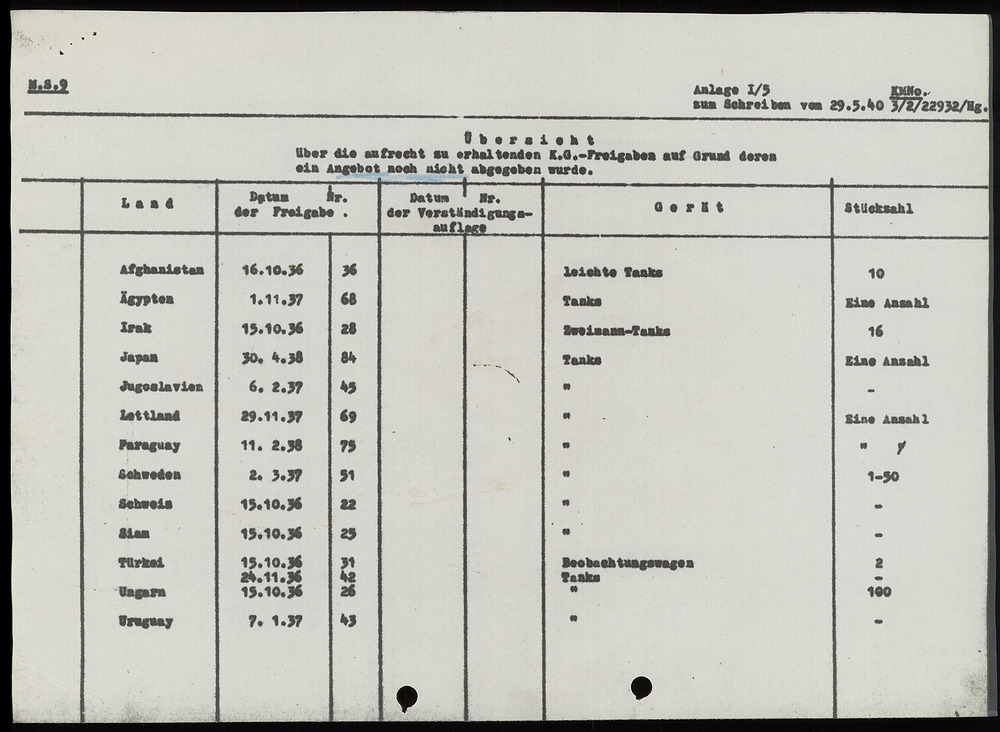 M.S.9
Anlage I/5 KMNo.
zum Schreiben vom 29.5.40 3/2/22932/Hg.
Übersicht
über die aufrecht zu erhaltenden K.G.-Freigaben auf Grund deren
ein Angebot noch nicht abgegeben wurde.
Land Datum Nr. der Freigabe. Datum Nr. der Verständigungs-auflage Gerät Stückzahl
Afghanistan 16.10.36 36 leichte Tanks 10
Ägypten 1.11.37 68 Tanks Eine Anzahl
Irak 15.10.36 28 Zweimann-Tanks 16
Japan 30. 4.38 84 Tanks Eine Anzahl
Jugoslavien 6. 2.37 45 " -
Lettland 29.11.37 69 " Eine Anzahl
Paraguay 11. 2.38 75 " "
Schweden 2. 3.37 51 " 1-50
Schweiz 15.10.36 22 " -
Siam 15.10.36 25 " -
Türkei 15.10.36 31 Beobachtungswagen 2
24.11.36 42 Tanks -
Ungarn 15.10.36 26 " 100
Uruguay 7. 1.37 43 " -